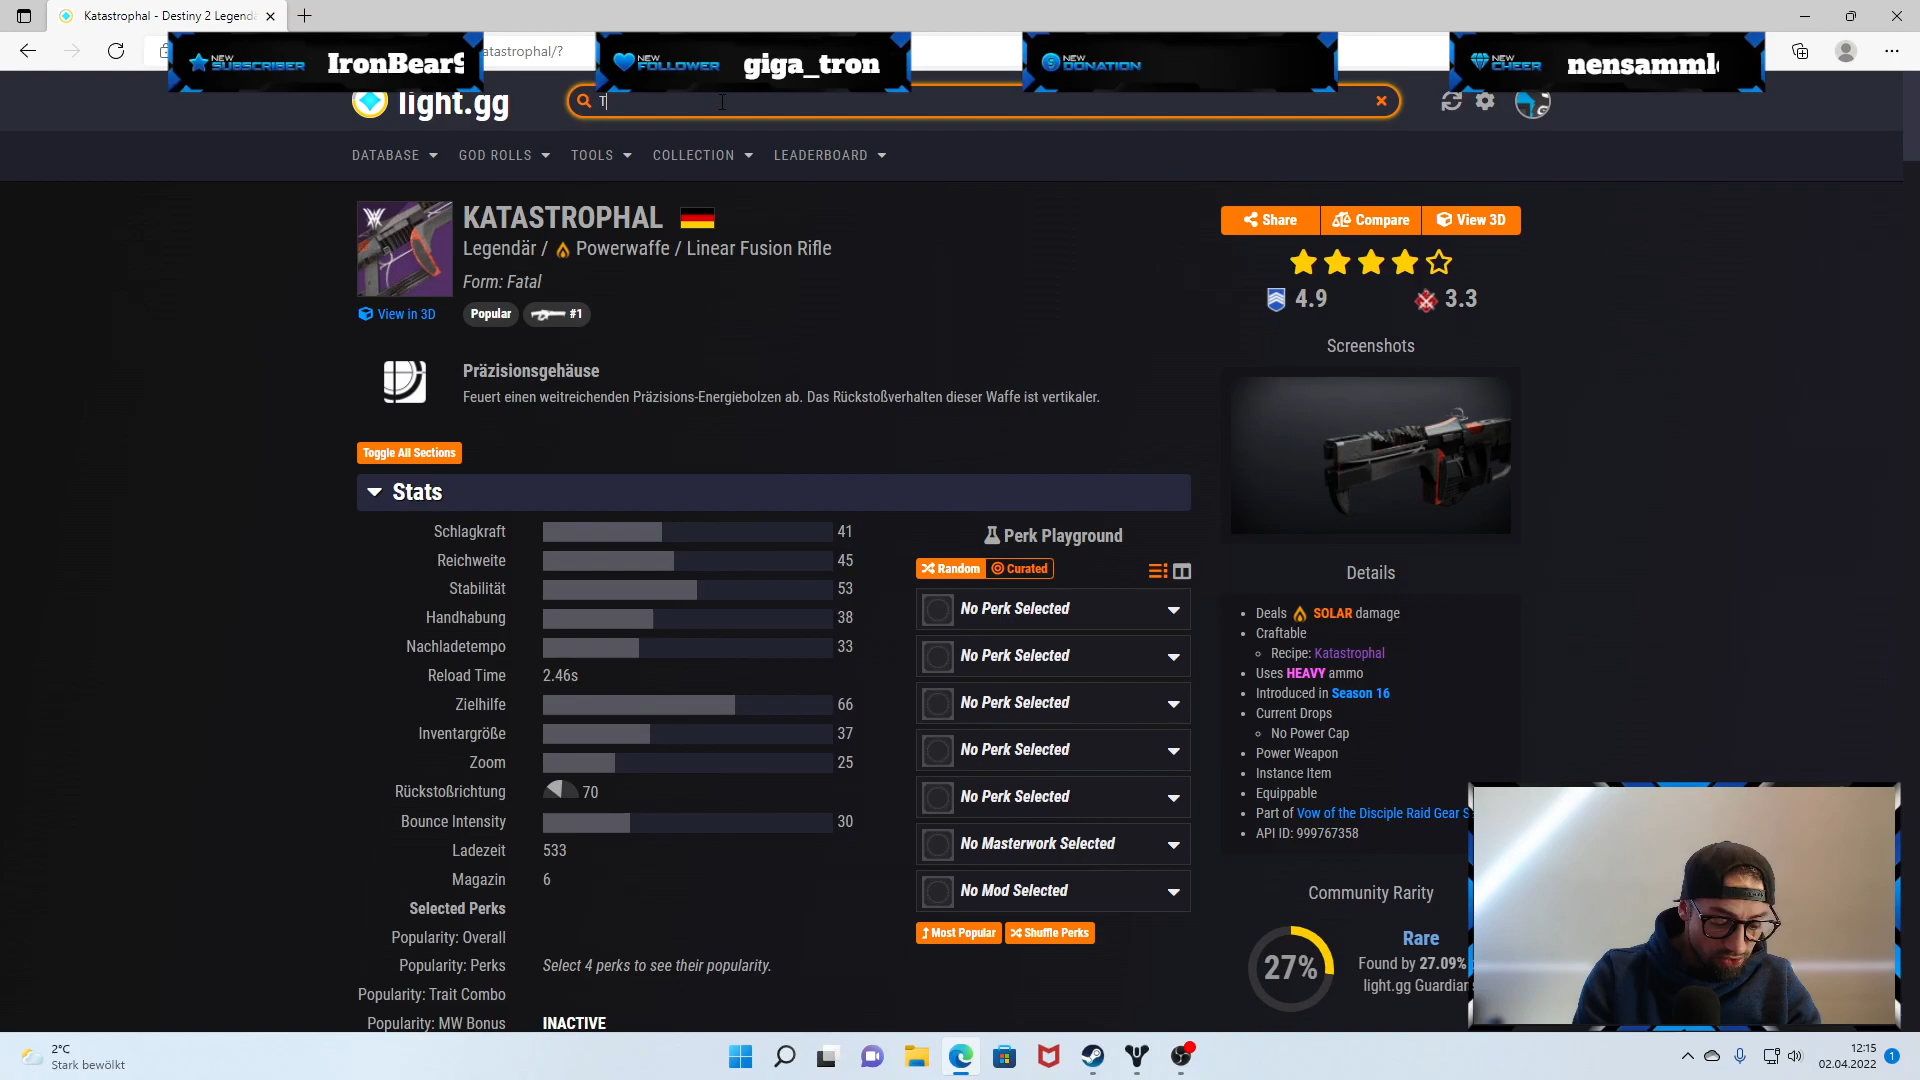 Katastrophal - Destiny 2 Legenda
atastrophal/?
NEW SUBSCRIBER IronBear9
NEW FOLLOWER giga_tron
NEW DONATION
NEW CHEER nensammle
light.gg
T
DATABASE
GOD ROLLS
TOOLS
COLLECTION
LEADERBOARD
KATASTROPHAL
Legendär / Powerwaffe / Linear Fusion Rifle
Form: Fatal
View in 3D
Popular
#1
Share
Compare
View 3D
4.9
3.3
Präzisionsgehäuse
Feuert einen weitreichenden Präzisions-Energiebolzen ab. Das Rückstoßverhalten dieser Waffe ist vertikaler.
Toggle All Sections
Stats
Schlagkraft 41
Reichweite 45
Stabilität 53
Handhabung 38
Nachladetempo 33
Reload Time 2.46s
Zielhilfe 66
Inventargröße 37
Zoom 25
Rückstoßrichtung 70
Bounce Intensity 30
Ladezeit 533
Magazin 6
Selected Perks
Popularity: Overall
Popularity: Perks Select 4 perks to see their popularity.
Popularity: Trait Combo
Popularity: MW Bonus INACTIVE
Perk Playground
Random
Curated
No Perk Selected
No Perk Selected
No Perk Selected
No Perk Selected
No Perk Selected
No Masterwork Selected
No Mod Selected
Most Popular
Shuffle Perks
Screenshots
Details
Deals SOLAR damage
Craftable
Recipe: Katastrophal
Uses HEAVY ammo
Introduced in Season 16
Current Drops
No Power Cap
Power Weapon
Instance Item
Equippable
Part of Vow of the Disciple Raid Gear S
API ID: 999767358
Community Rarity
27%
Rare
Found by 27.09%
light.gg Guardian
2°C
Stark bewölkt
12:15
02.04.2022
1